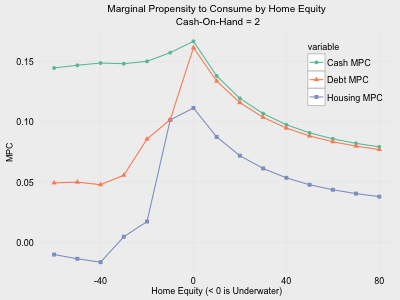 Marginal Propensity to Consume by Home Equity
Cash-On-Hand = 2
variable
Cash MPC
Debt MPC
Housing MPC
MPC
0.15
0.10
0.05
0.00
-40
0
40
80
Home Equity (< 0 is Underwater)